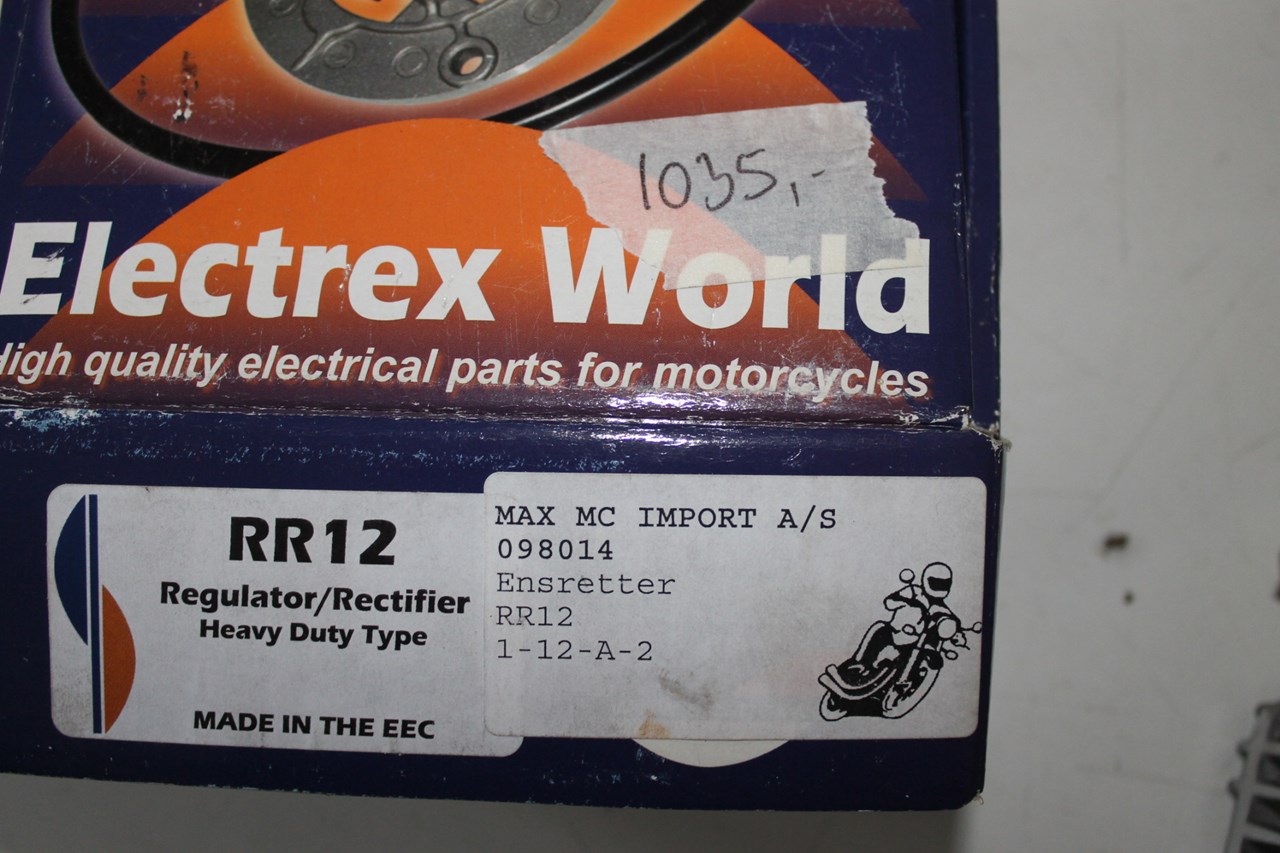 1035,-
Electrex World
High quality electrical parts for motorcycles
RR12
Regulator/Rectifier
Heavy Duty Type
MADE IN THE EEC
MAX MC IMPORT A/S
098014
Ensretter
RR12
1-12-A-2